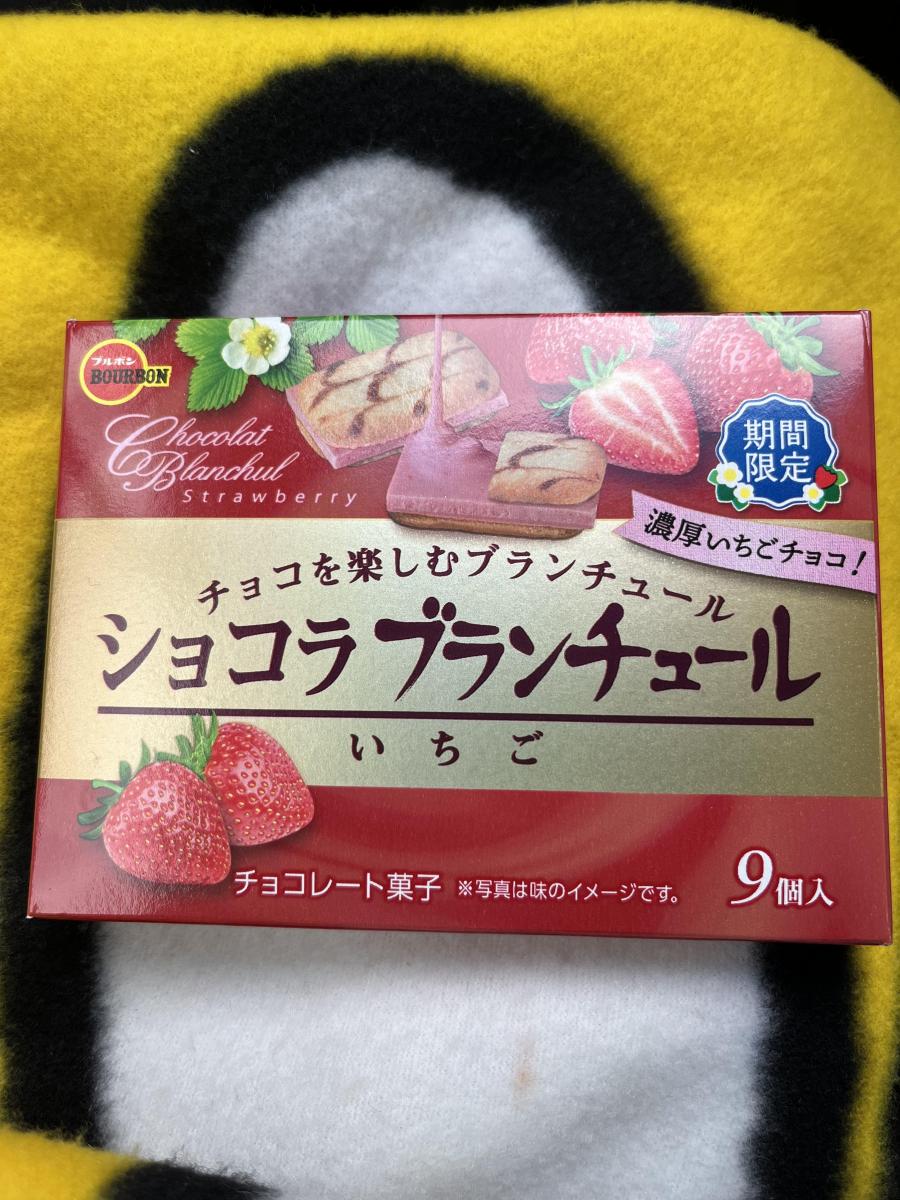 ブルボン
BOURBON
Chocolat
Blanchul
Strawberry
期間
限定
濃厚いちごチョコ!
チョコを楽しむブランチュール
ショコラブランチュール
いちご
チョコレート菓子 ※写真は味のイメージです。
9個入